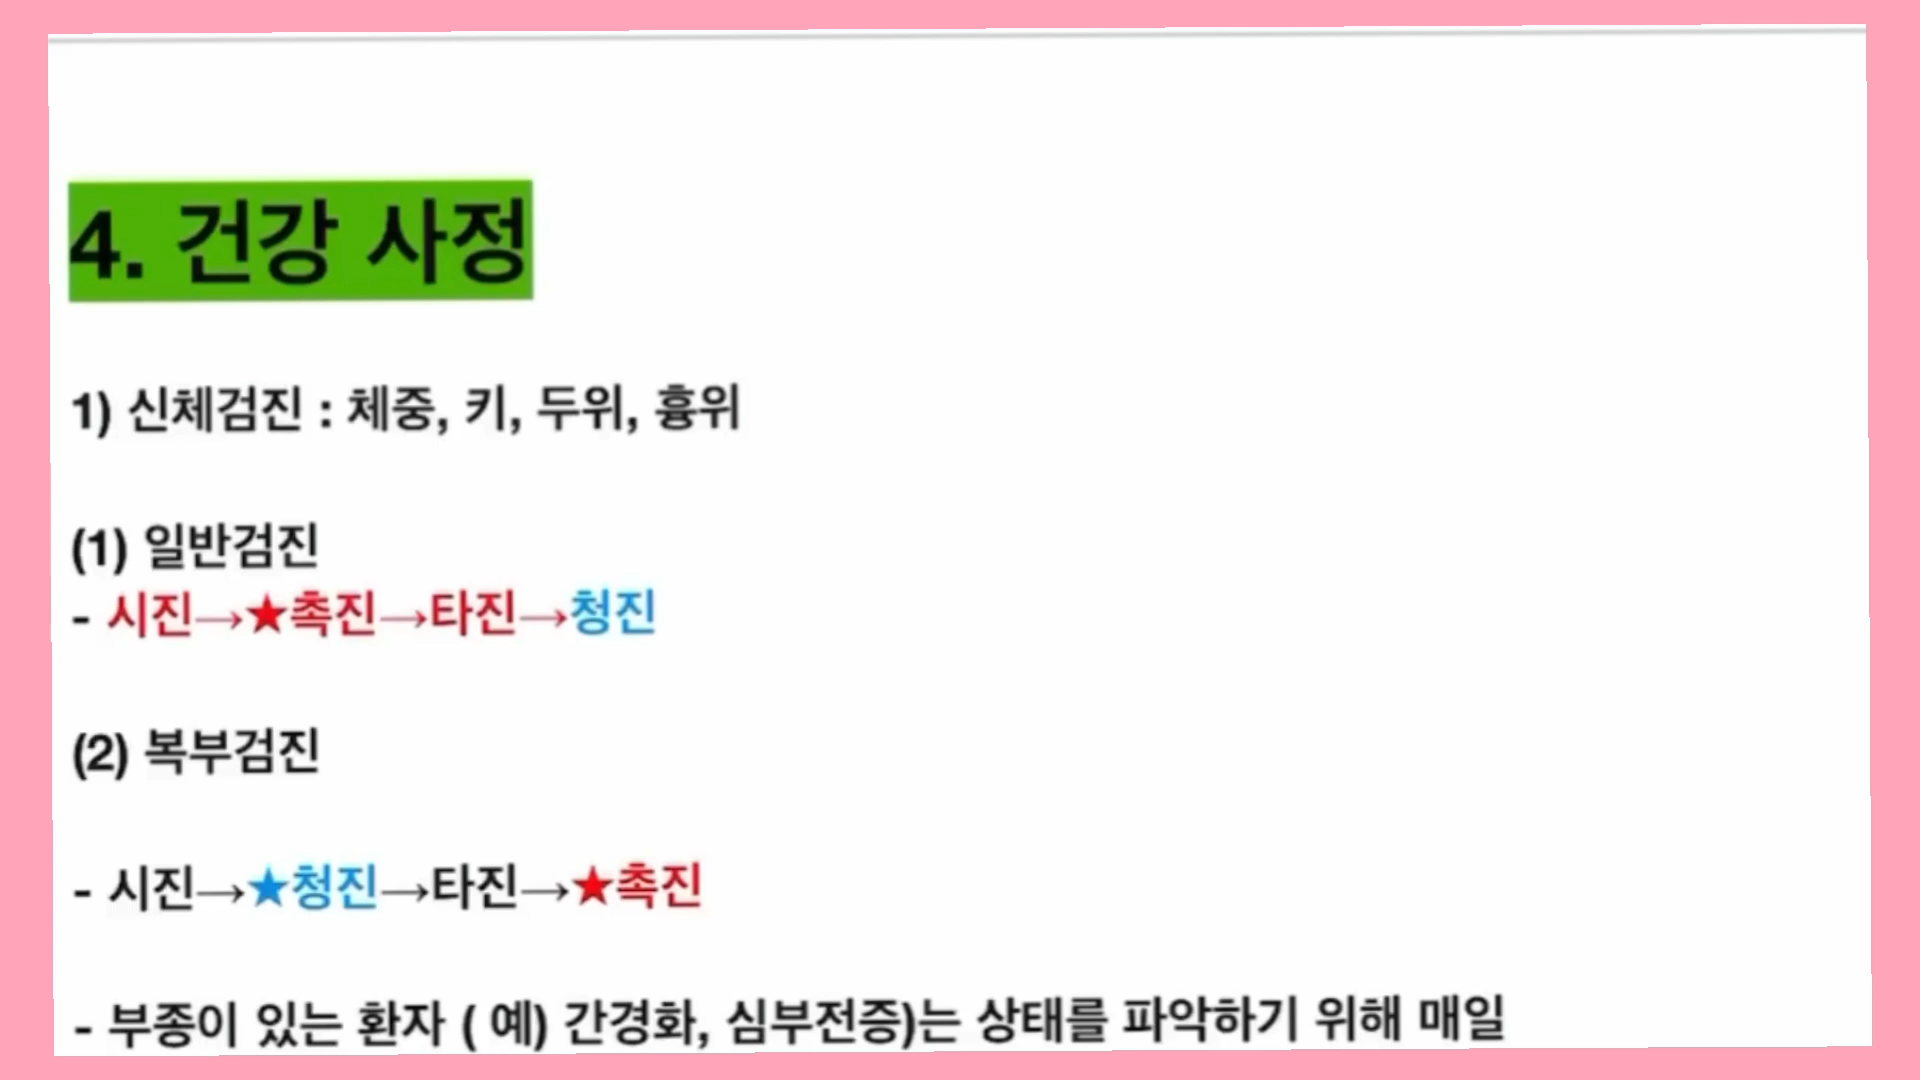 4. 건강 사정
1) 신체검진 : 체중, 키, 두위, 흉위
(1) 일반검진
- 시진→★촉진→타진→청진
(2) 복부검진
- 시진→★청진→타진→★촉진
- 부종이 있는 환자 ( 예) 간경화, 심부전증)는 상태를 파악하기 위해 매일